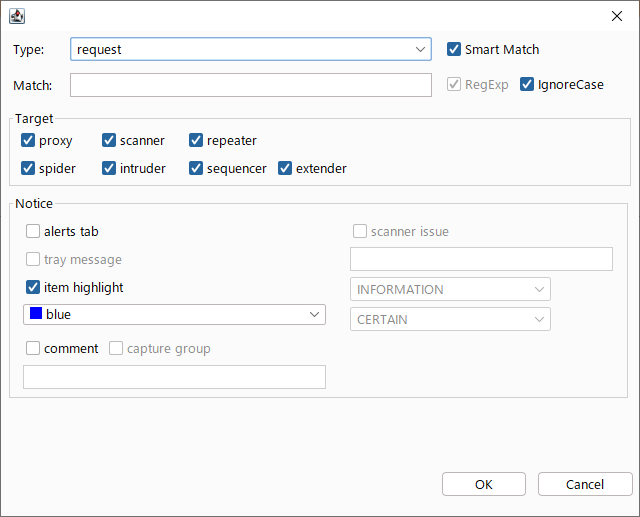 Type: request Smart Match
Match: RegExp IgnoreCase
Target
proxy scanner repeater
spider intruder sequencer extender
Notice
alerts tab scanner issue
tray message
item highlight INFORMATION
blue CERTAIN
comment capture group
OK Cancel